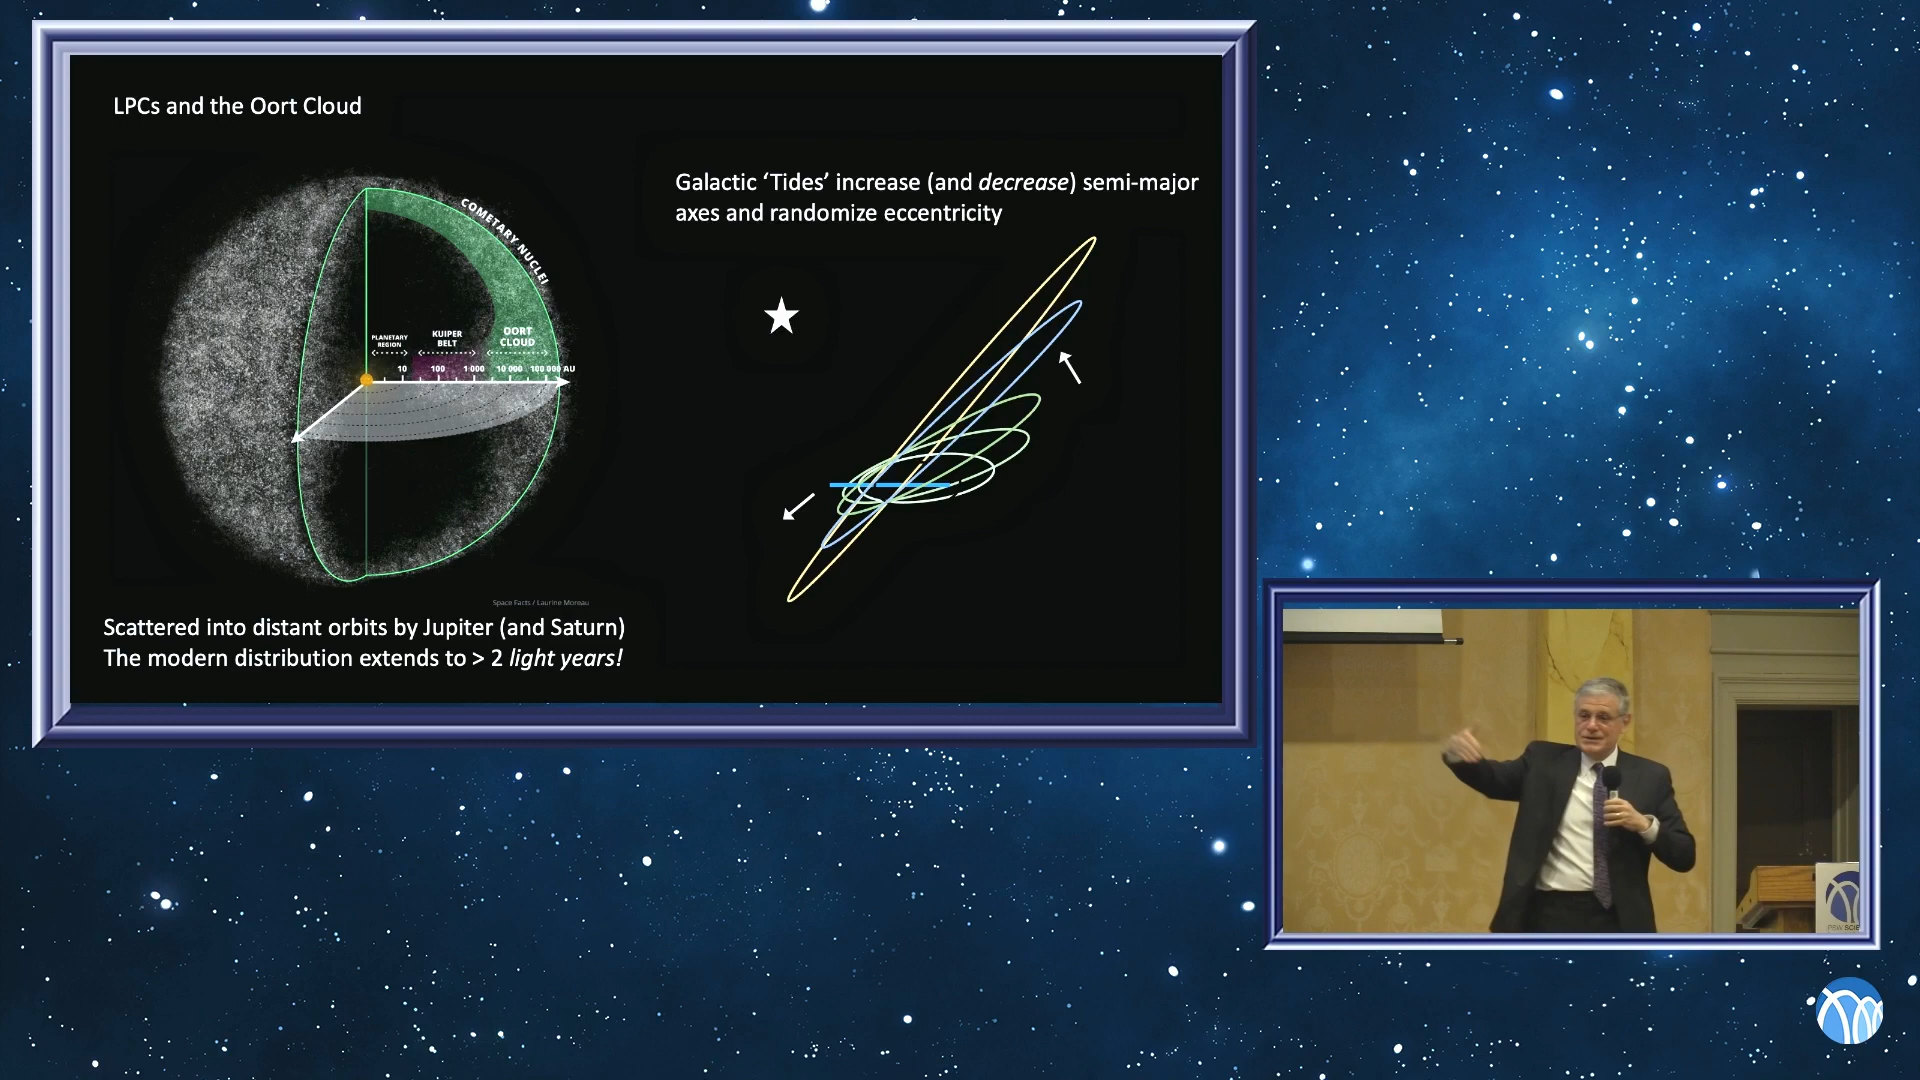 LPCs and the Oort Cloud
Galactic ‘Tides’ increase (and decrease) semi-major
axes and randomize eccentricity
COMETARY NUCLEI
PLANETARY
REGION
KUIPER
BELT
OORT
CLOUD
10 100 1 000 10 000 100 000 AU
Space Facts / Laurine Moreau
Scattered into distant orbits by Jupiter (and Saturn)
The modern distribution extends to > 2 light years!
PSW SCIE